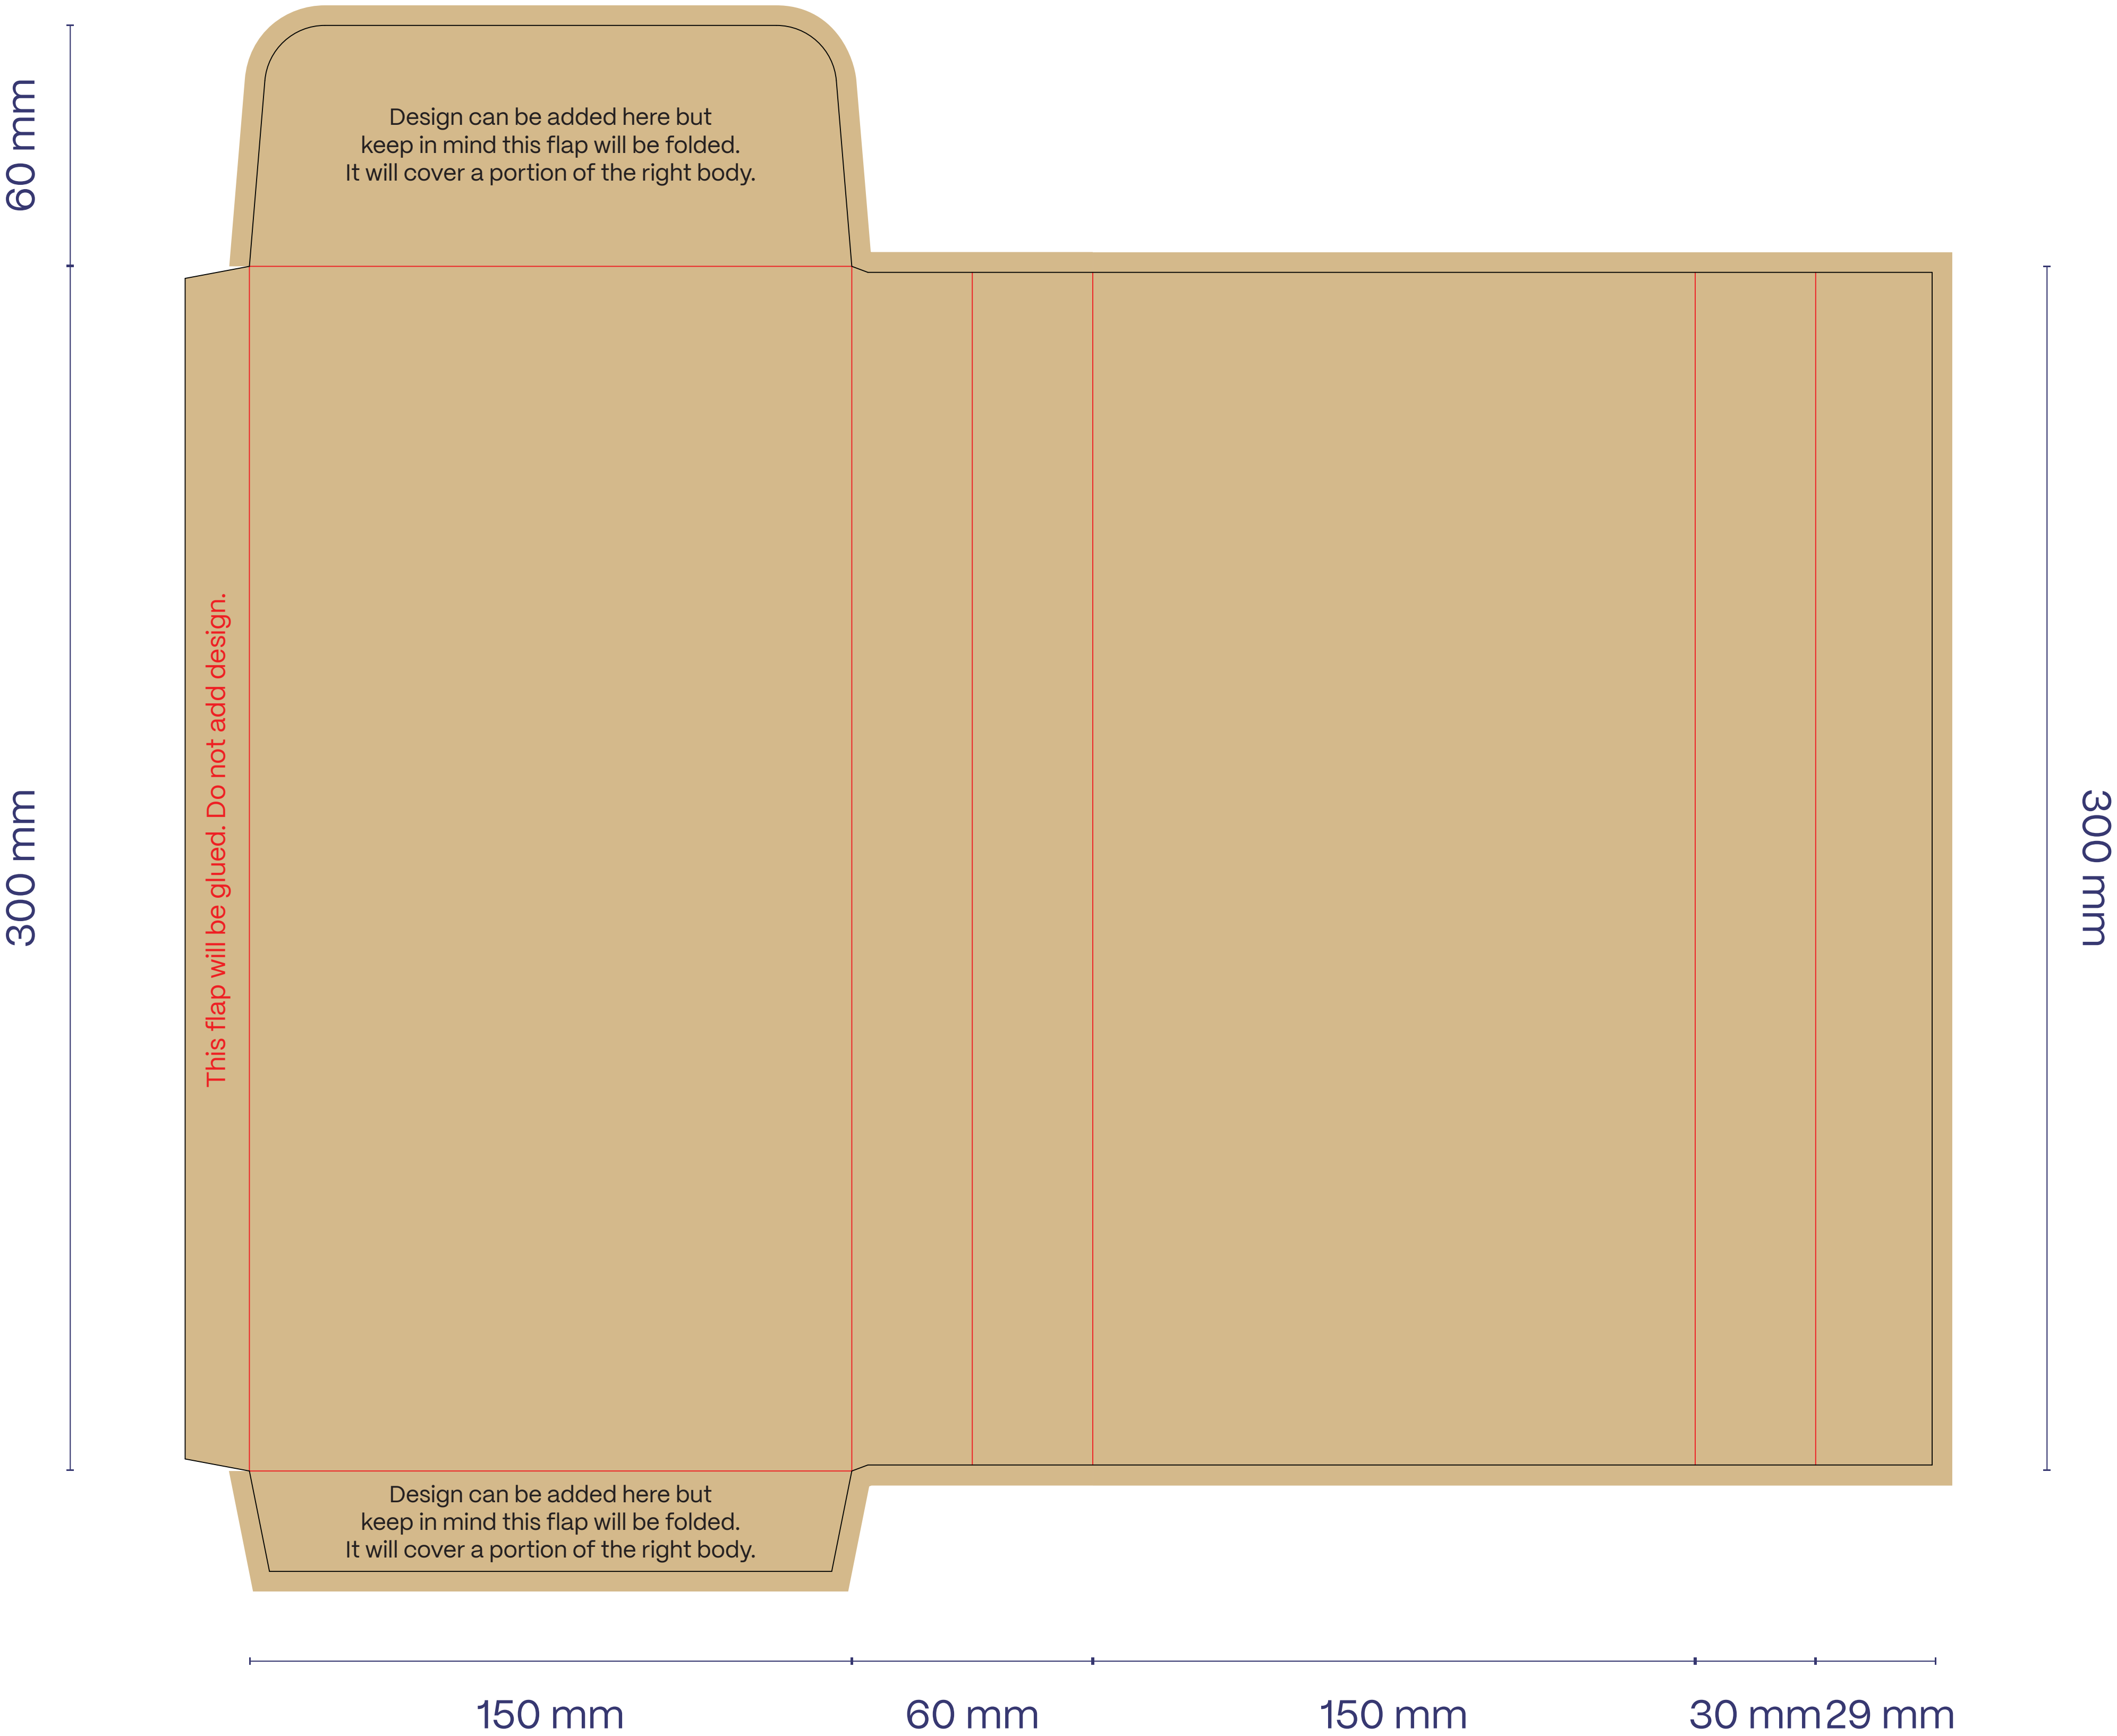 Design can be added here but
keep in mind this flap will be folded.
It will cover a portion of the right body.
60 mm
300 mm
This flap will be glued. Do not add design.
300 mm
Design can be added here but
keep in mind this flap will be folded.
It will cover a portion of the right body.
150 mm
60 mm
150 mm
30 mm
29 mm